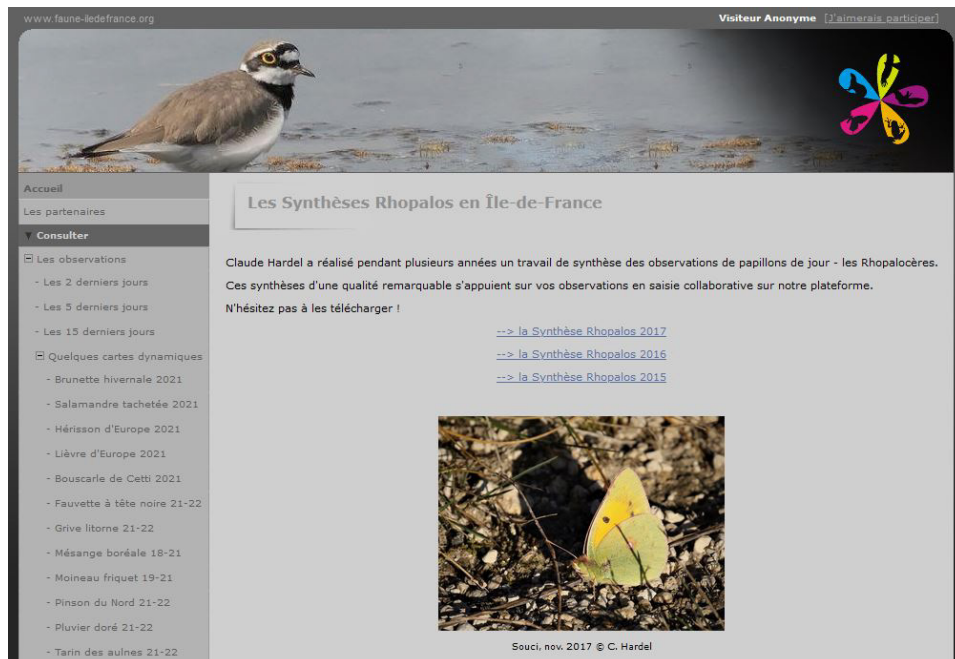 www.faune-iledefrance.org
Visiteur Anonyme [J'aimerais participer]
Accueil
Les partenaires
Consulter
Les observations
- Les 2 derniers jours
- Les 5 derniers jours
- Les 15 derniers jours
Quelques cartes dynamiques
- Brunette hivernale 2021
- Salamandre tachetée 2021
- Hérisson d'Europe 2021
- Lièvre d'Europe 2021
- Bouscarle de Cetti 2021
- Fauvette à tête noire 21-22
- Grive litorne 21-22
- Mésange boréale 18-21
- Moineau friquet 19-21
- Pinson du Nord 21-22
- Pluvier doré 21-22
- Tarin des aulnes 21-22
Les Synthèses Rhopalos en Île-de-France
Claude Hardel a réalisé pendant plusieurs années un travail de synthèse des observations de papillons de jour - les Rhopalocères.
Ces synthèses d'une qualité remarquable s'appuient sur vos observations en saisie collaborative sur notre plateforme.
N'hésitez pas à les télécharger !
--> la Synthèse Rhopalos 2017
--> la Synthèse Rhopalos 2016
--> la Synthèse Rhopalos 2015
Souci, nov. 2017 © C. Hardel